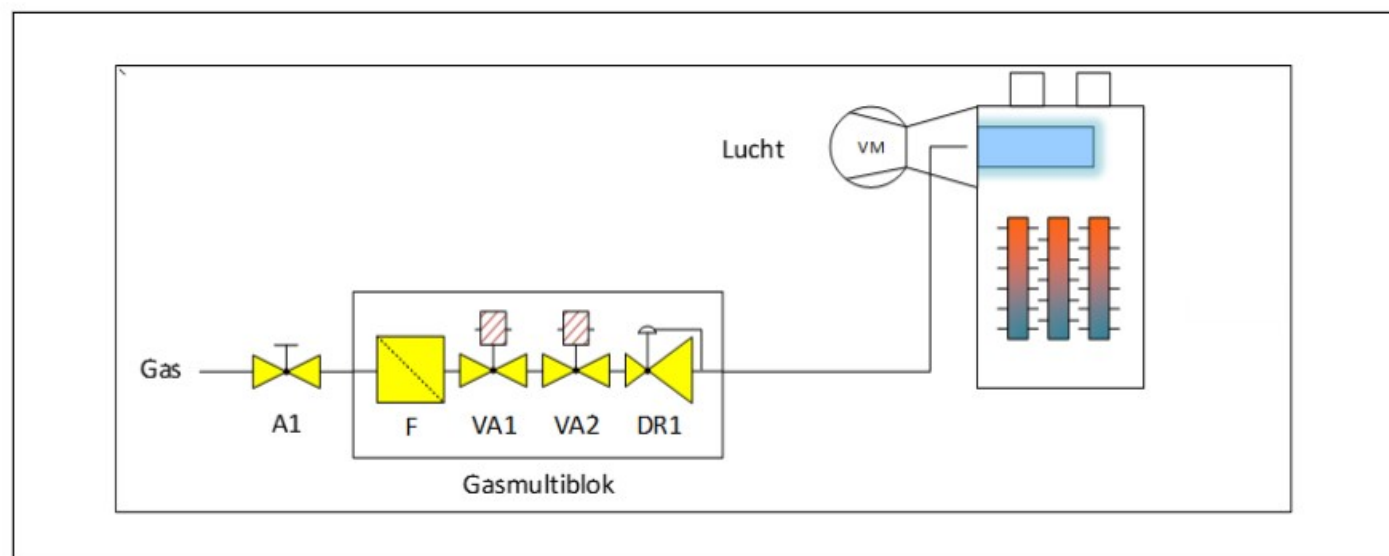 Lucht
VM
Gas
A1
F
VA1
VA2
DR1
Gasmultiblok